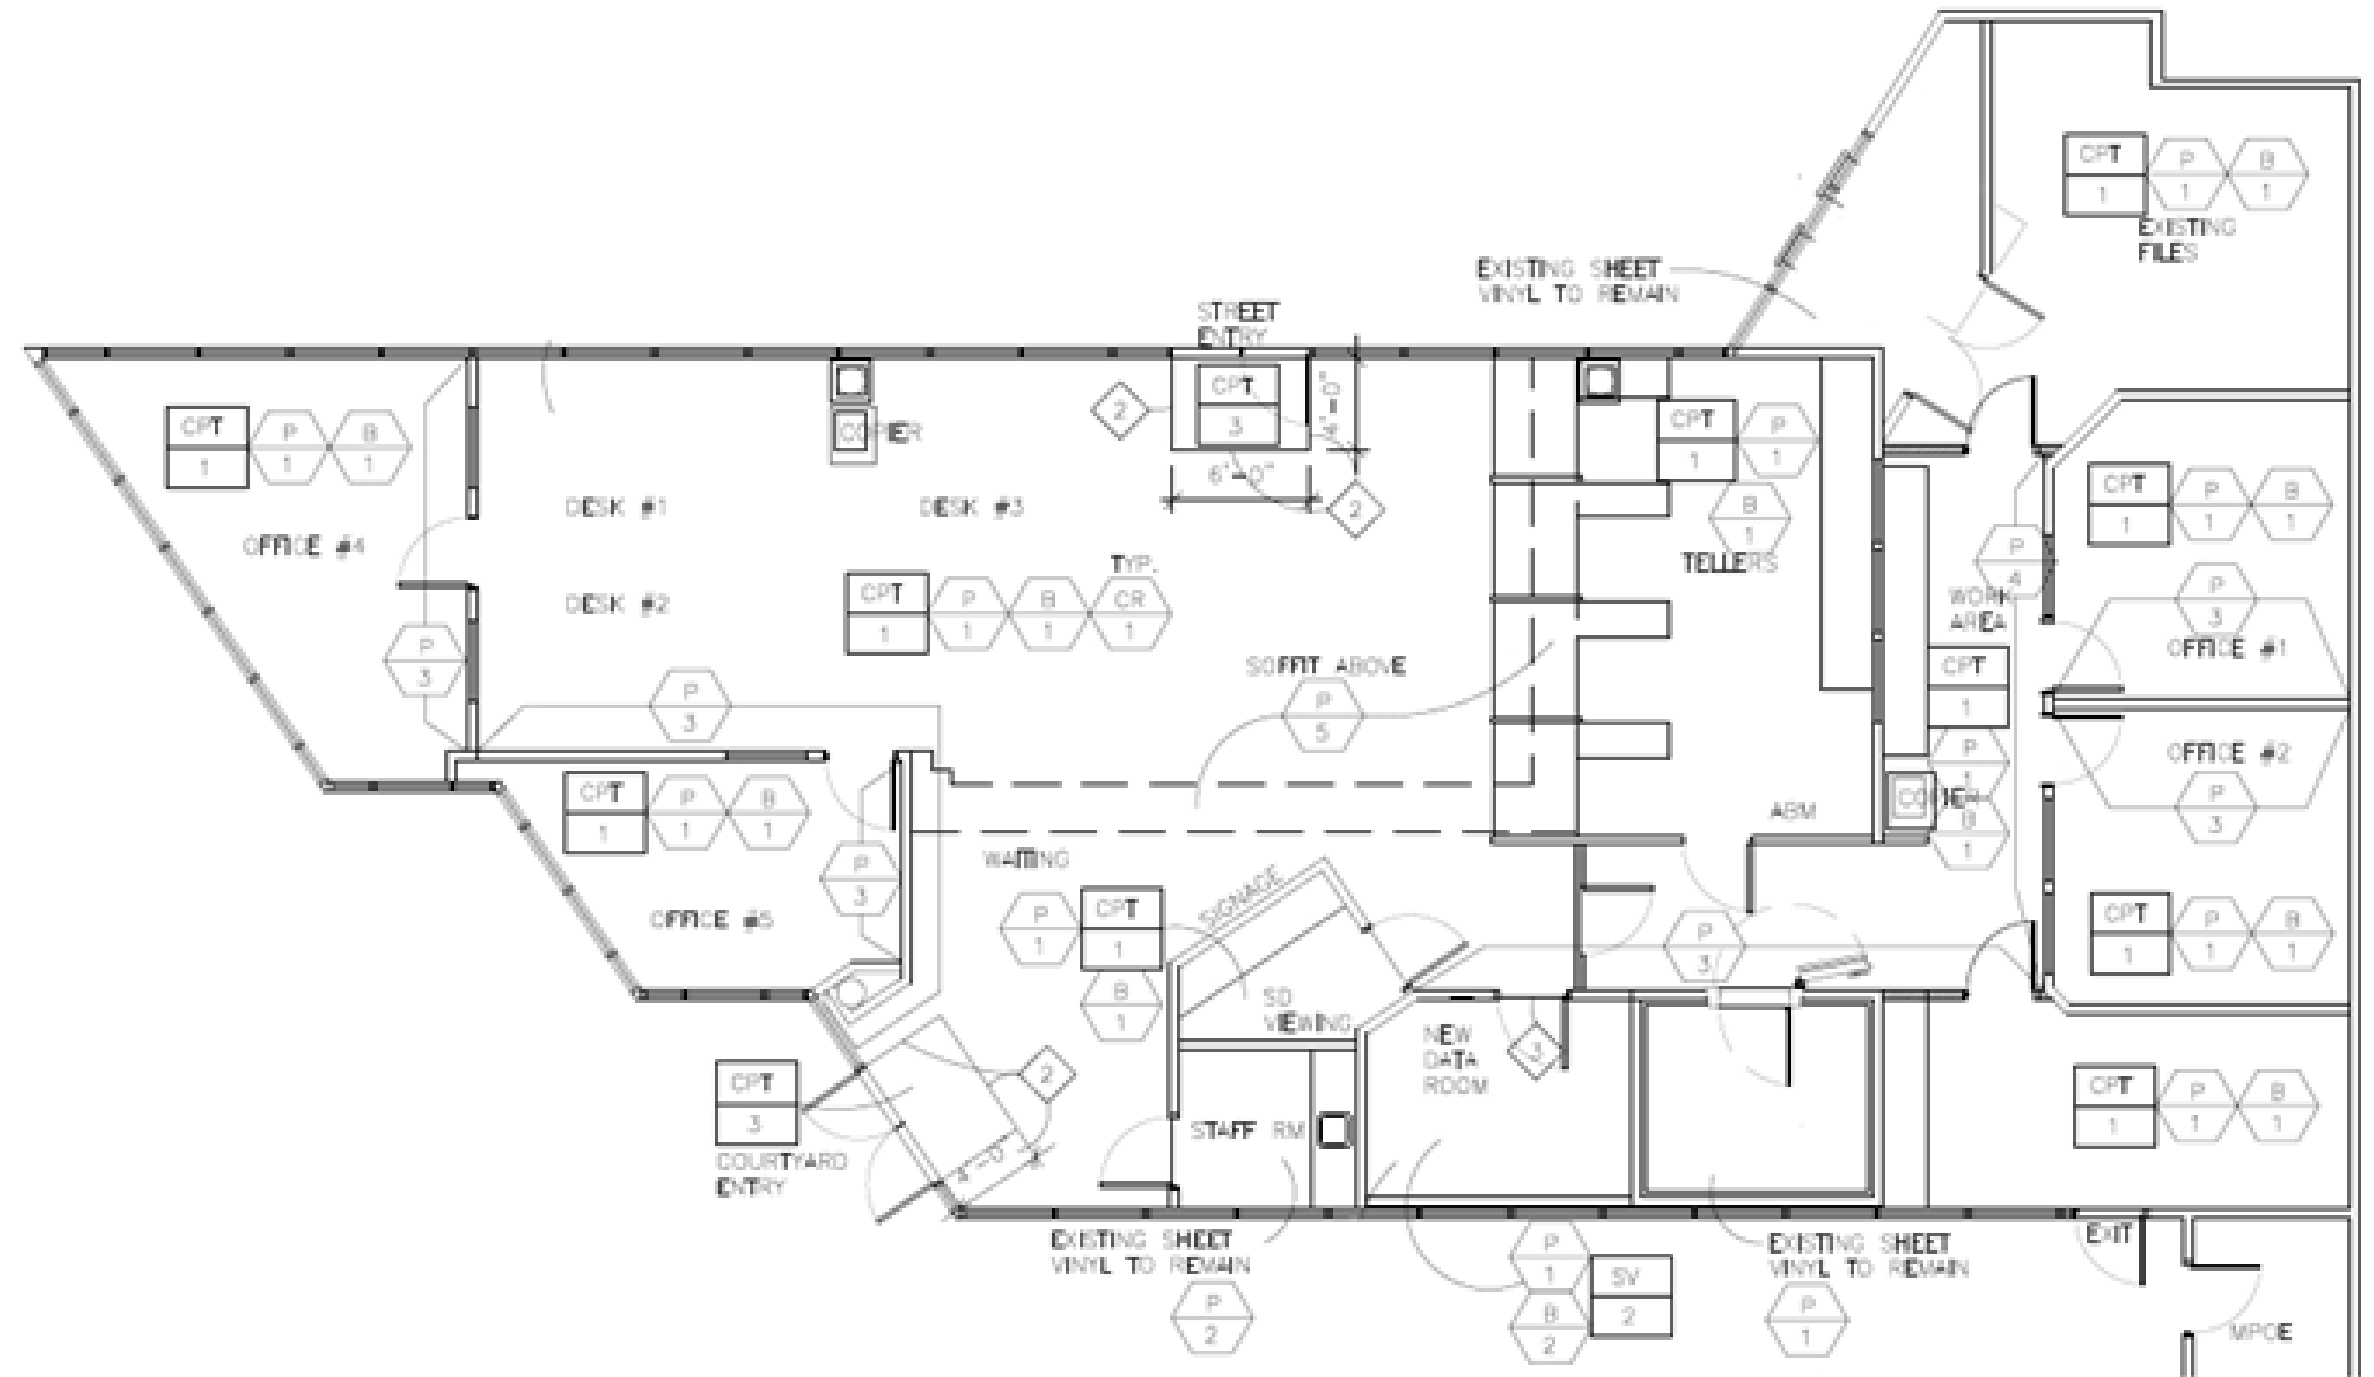 CPT
1
P
1
B
1
EXISTING
FILES
EXISTING SHEET
VINYL TO REMAIN
STREET
ENTRY
CPT
3
2
4'-0"
6'-0"
2
CPT
1
P
1
B
1
OFFICE #4
COPIER
DESK #1
DESK #3
DESK #2
TYP.
CPT
1
P
1
B
1
CR
1
CPT
1
P
1
B
1
TELLERS
P
4
WORK
AREA
CPT
1
P
1
B
1
P
3
OFFICE #1
P
3
P
3
SOFFIT ABOVE
P
5
CPT
1
P
1
B
1
COPIER
OFFICE #2
P
3
CPT
1
P
1
B
1
OFFICE #5
P
3
WAITING
ABM
P
1
CPT
1
B
1
SIGNAGE
SD
VIEWING
P
3
CPT
1
P
1
B
1
NEW
DATA
ROOM
3
2
CPT
3
COURTYARD
ENTRY
4'-0
STAFF RM
CPT
1
P
1
B
1
EXISTING SHEET
VINYL TO REMAIN
P
2
P
1
B
2
SV
2
EXISTING SHEET
VINYL TO REMAIN
P
1
EXIT
MPOE